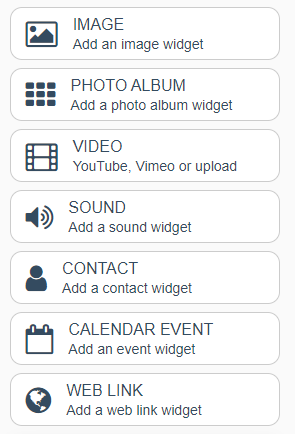 IMAGE
Add an image widget
PHOTO ALBUM
Add a photo album widget
VIDEO
YouTube, Vimeo or upload
SOUND
Add a sound widget
CONTACT
Add a contact widget
CALENDAR EVENT
Add an event widget
WEB LINK
Add a web link widget